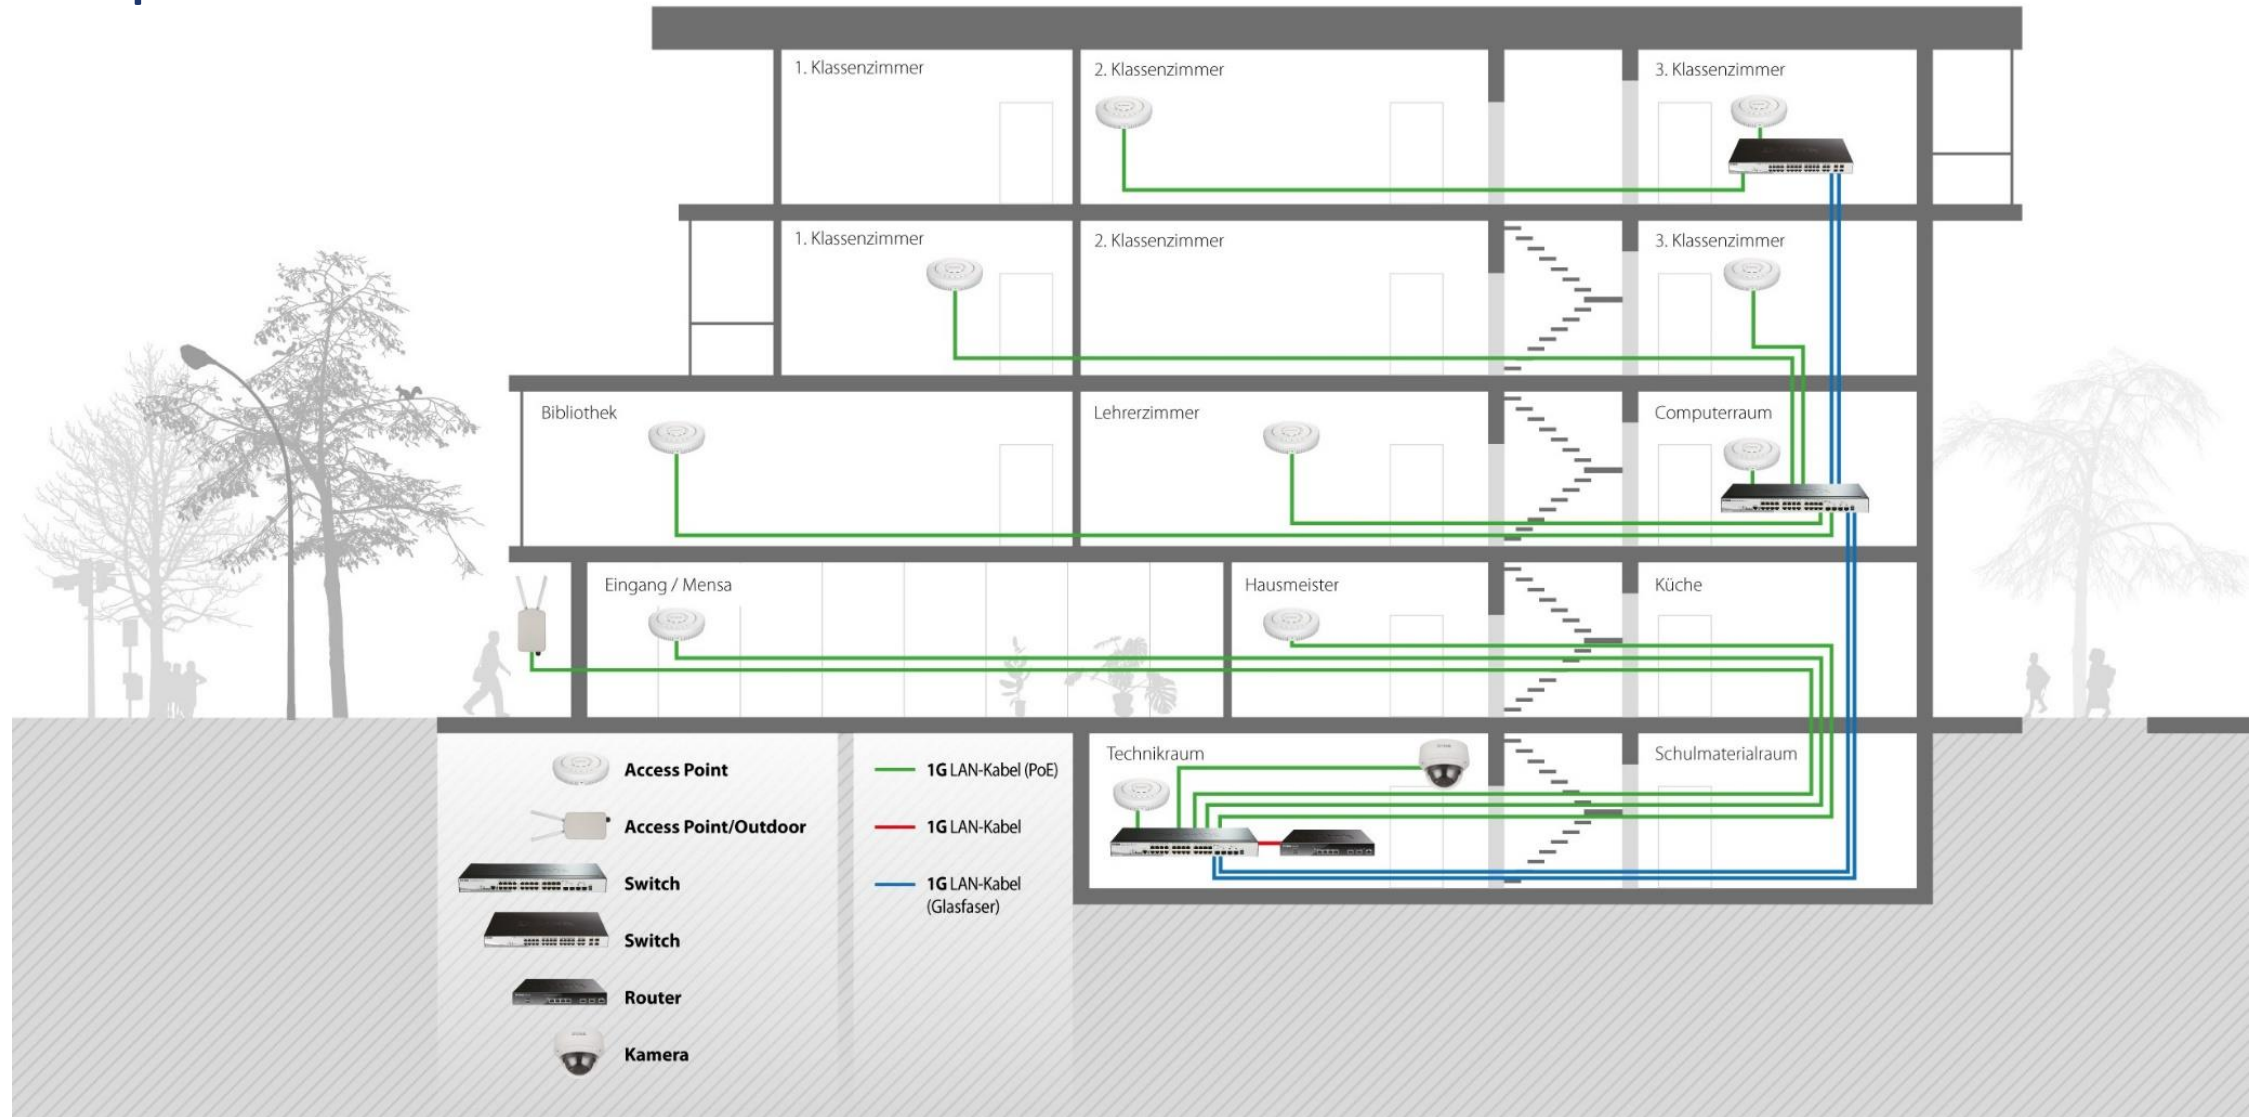 1. Klassenzimmer
2. Klassenzimmer
3. Klassenzimmer
1. Klassenzimmer
2. Klassenzimmer
3. Klassenzimmer
Bibliothek
Lehrerzimmer
Computerraum
Eingang / Mensa
Hausmeister
Küche
Technikraum
Schulmaterialraum
Access Point
Access Point/Outdoor
Switch
Switch
Router
Kamera
1G LAN-Kabel (PoE)
1G LAN-Kabel
1G LAN-Kabel
(Glasfaser)